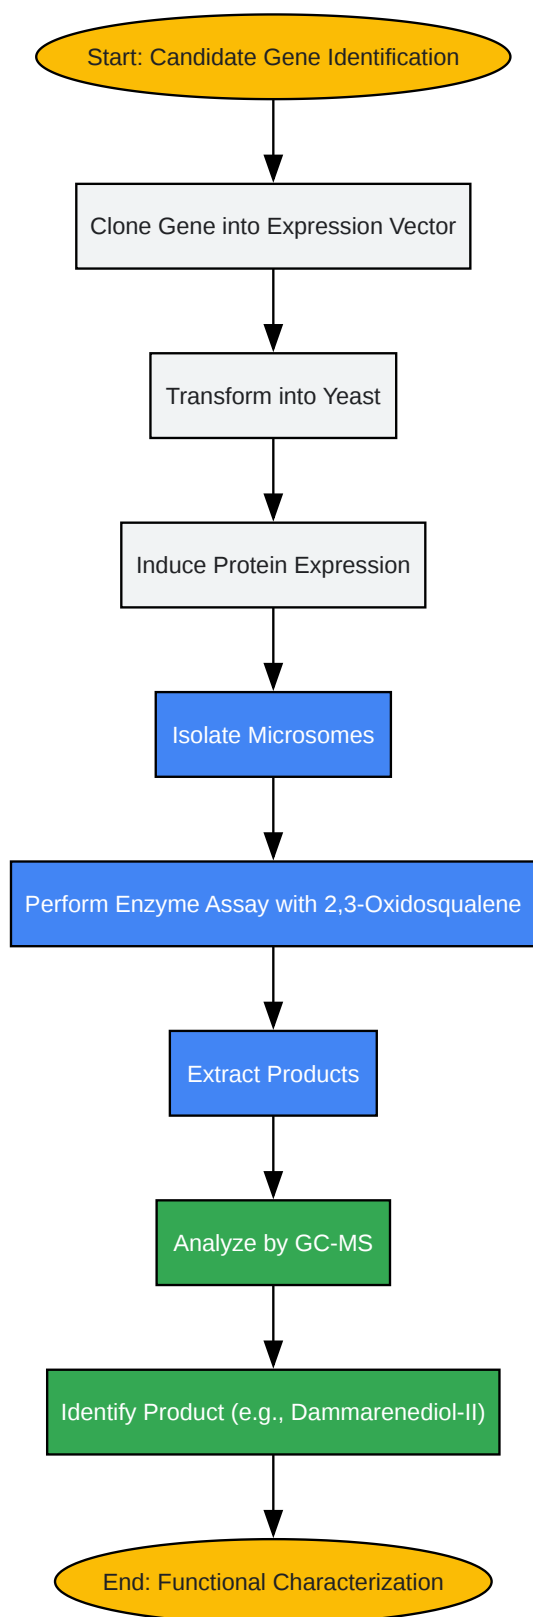 Start: Candidate Gene Identification
Clone Gene into Expression Vector
Transform into Yeast
Induce Protein Expression
Isolate Microsomes
Perform Enzyme Assay with 2,3-Oxidosqualene
Extract Products
Analyze by GC-MS
Identify Product (e.g., Dammarenediol-II)
End: Functional Characterization